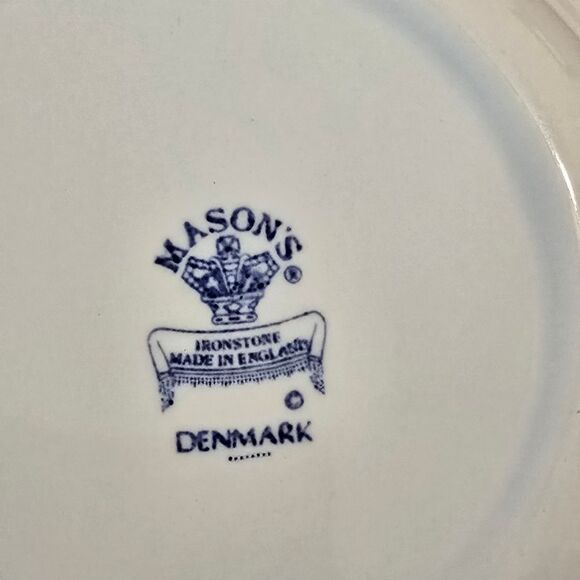 MASON'S
®
IRONSTONE
MADE IN ENGLAND
©
DENMARK